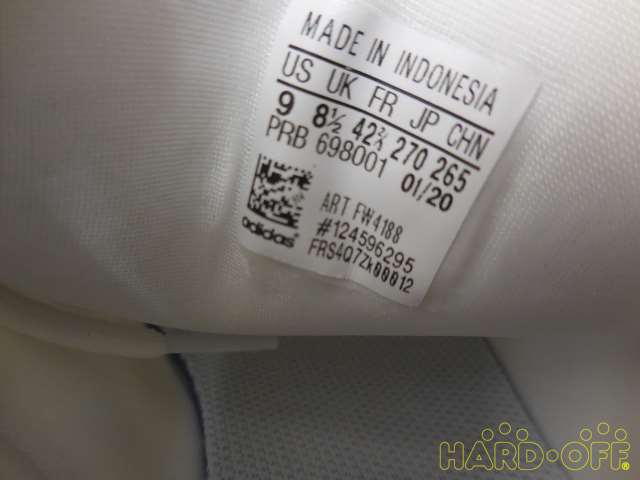 MADE IN INDONESIA
US UK FR JP CHN
9 8½ 42⅔ 270 265
PRB 698001 01/20
ART FW4188
#124596295
FRS4Q7Zk00012
adidas
HARD·OFF®